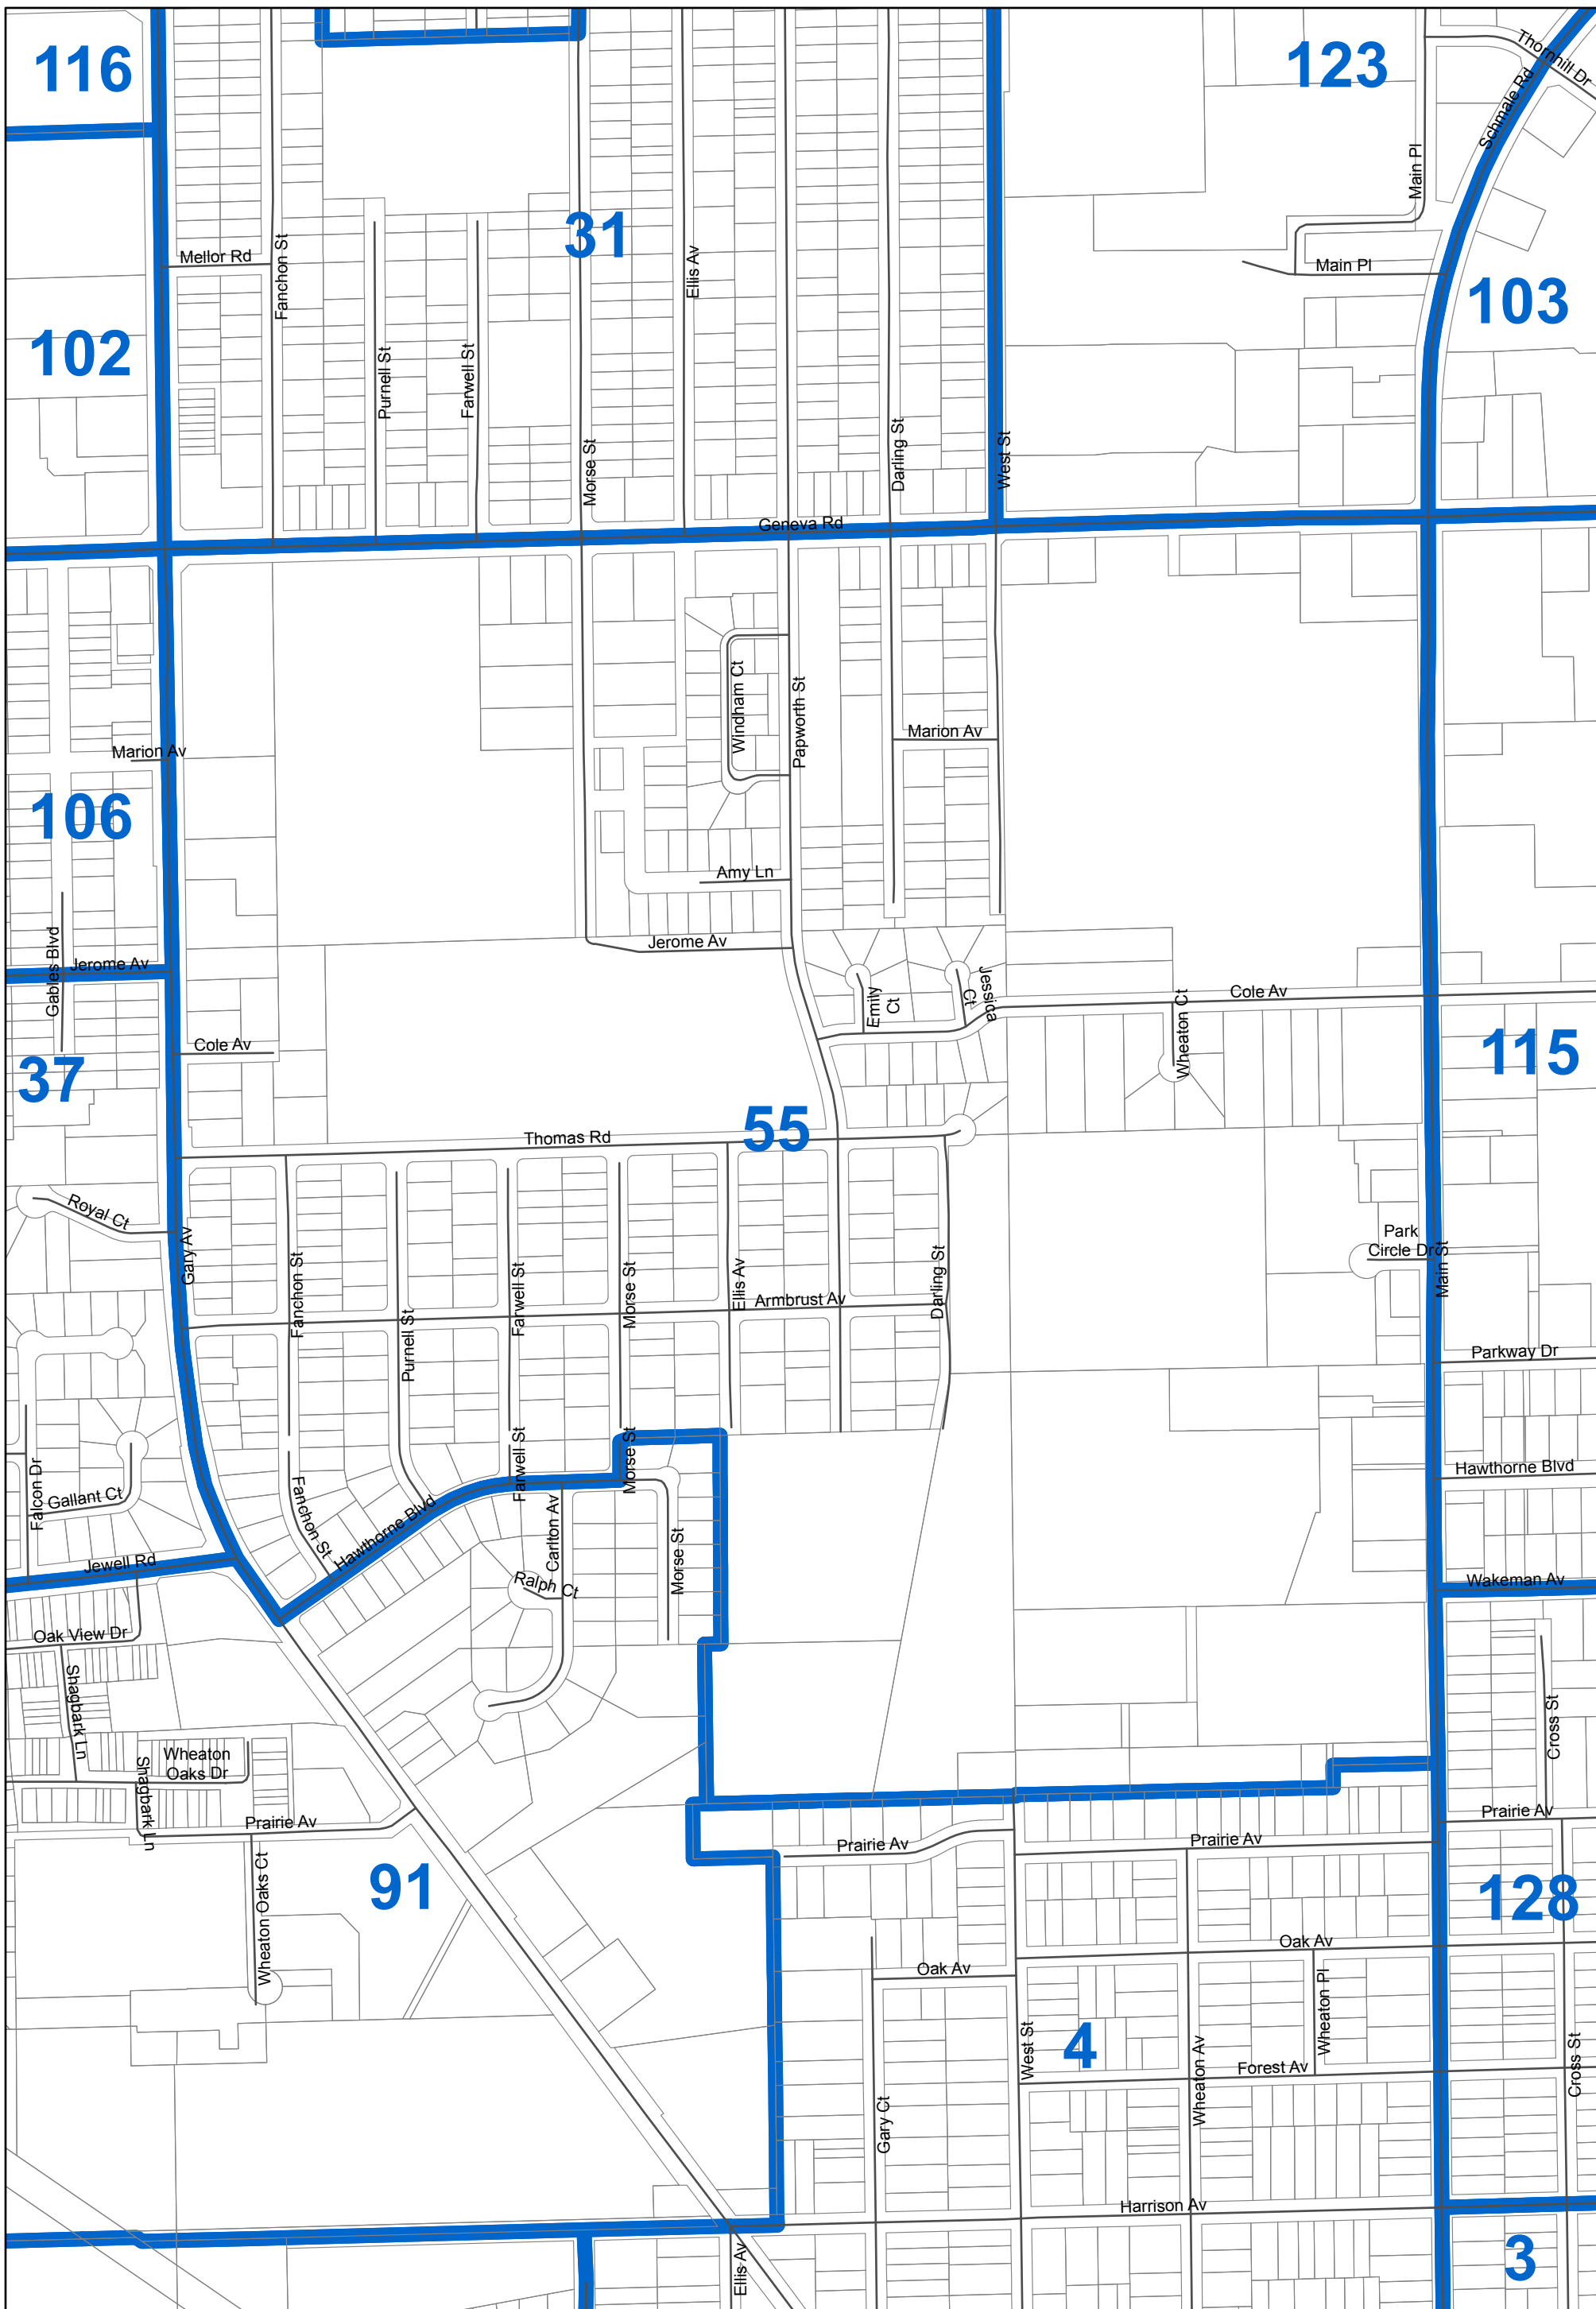 116
123
Thornhill Dr
Schmale Rd
Main Pl
31
Mellor Rd
Fanchon St
Ellis Av
Main Pl
103
102
Purnell St
Farwell St
Morse St
Darling St
West St
Geneva Rd
Windham Ct
Papworth St
Marion Av
Marion Av
106
Amy Ln
Jerome Av
Gables Blvd
Jerome Av
Emily
Ct
Jessica
Ct
Cole Av
Wheaton Ct
Cole Av
37
115
55
Thomas Rd
Royal Ct
Gary Av
Fanchon St
Purnell St
Farwell St
Morse St
Ellis Av
Armbrust Av
Darling St
Park
Circle Dr
Main St
Parkway Dr
Hawthorne Blvd
Falcon Dr
Gallant Ct
Fanchon St
Hawthorne Blvd
Farwell St
Morse St
Carlton Av
Morse St
Ralph Ct
Jewell Rd
Wakeman Av
Oak View Dr
Shagbark Ln
Wheaton
Oaks Dr
Shagbark Ln
Prairie Av
Cross St
Prairie Av
Prairie Av
Prairie Av
Wheaton Oaks Ct
91
128
Oak Av
Oak Av
Wheaton Pl
West St
4
Wheaton Av
Forest Av
Cross St
Gary Ct
Harrison Av
Ellis Av
3